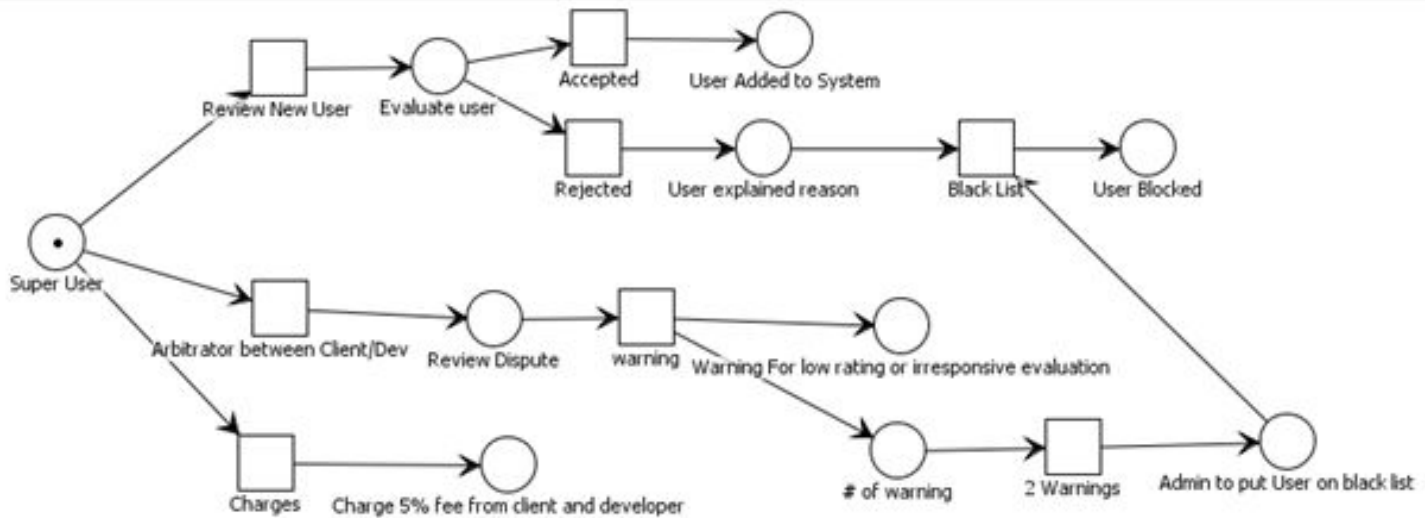 Accepted
User Added to System
Review New User
Evaluate user
Rejected
User explained reason
Black List
User Blocked
Super User
Arbitrator between Client/Dev
Review Dispute
warning
Warning For low rating or irresponsive evaluation
Charges
Charge 5% fee from client and developer
# of warning
2 Warnings
Admin to put User on black list